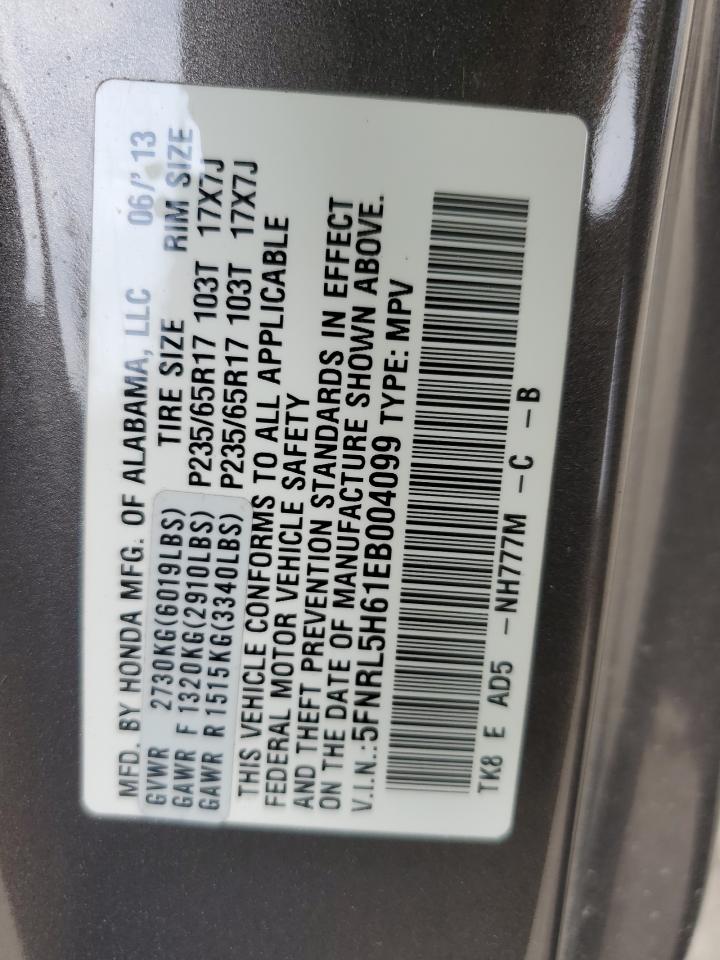 MFD. BY HONDA MFG. OF ALABAMA, LLC 06/'13
GVWR 2730KG(6019LBS) TIRE SIZE RIM SIZE
GAWR F 1320KG(2910LBS) P235/65R17 103T 17X7J
GAWR R 1515KG(3340LBS) P235/65R17 103T 17X7J
THIS VEHICLE CONFORMS TO ALL APPLICABLE
FEDERAL MOTOR VEHICLE SAFETY
AND THEFT PREVENTION STANDARDS IN EFFECT
ON THE DATE OF MANUFACTURE SHOWN ABOVE.
V.I.N.:5FNRL5H61EB004099 TYPE: MPV
TK8 E AD5 -NH777M -C -B